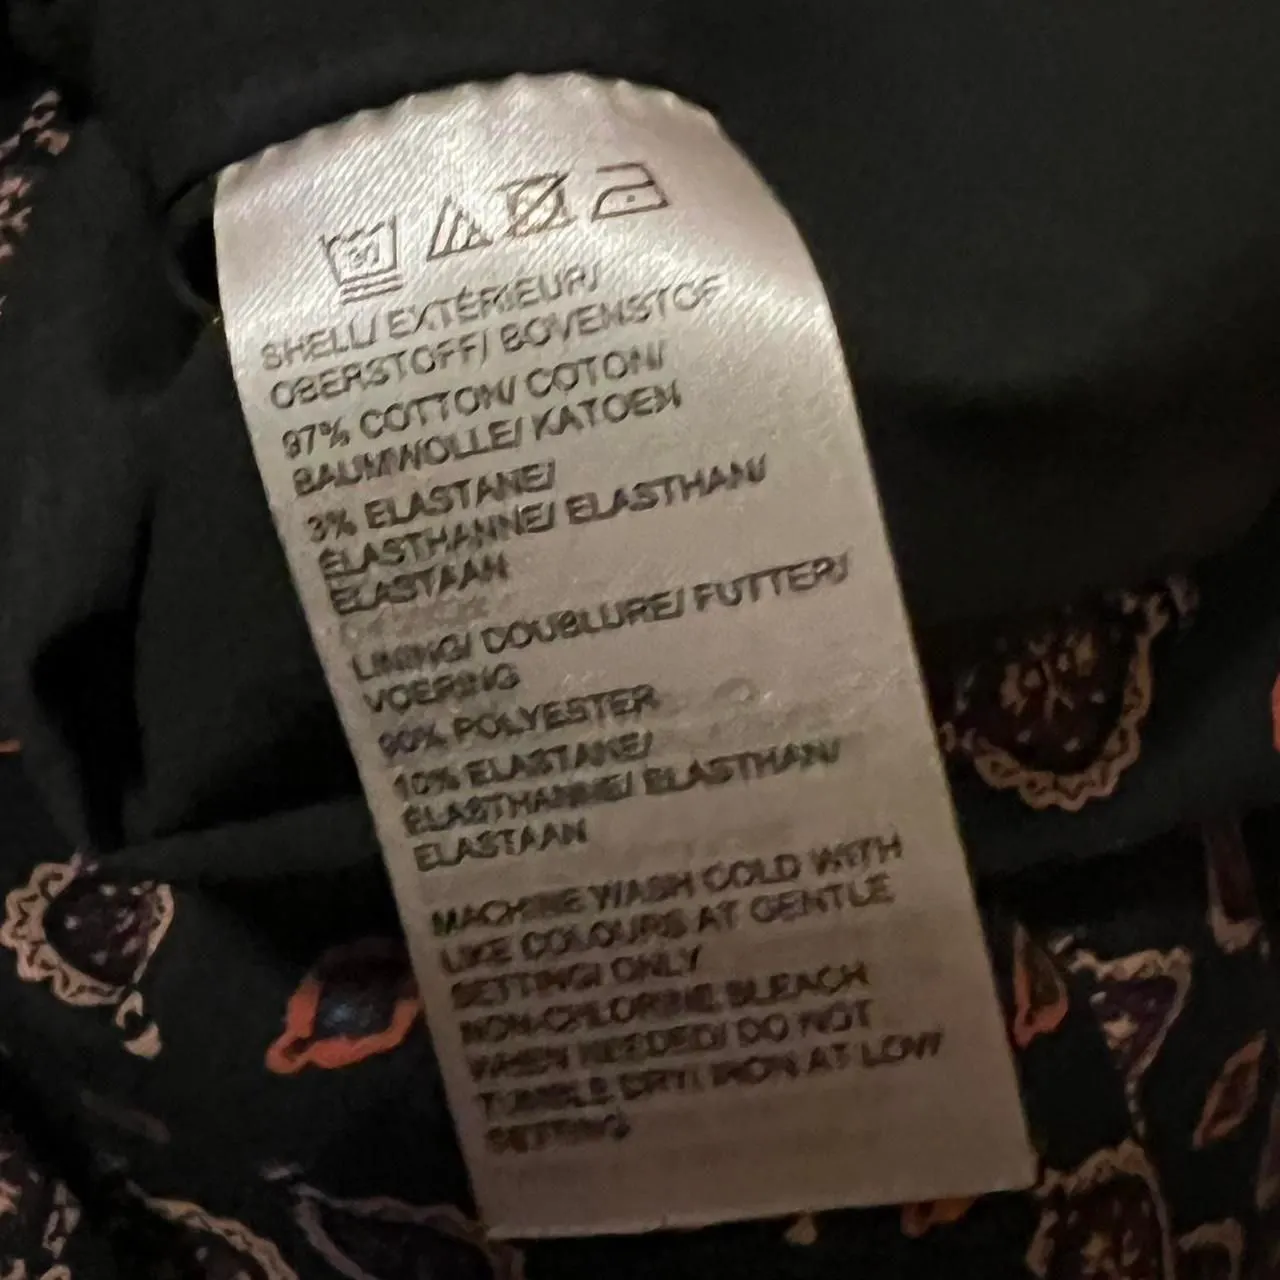 30
SHELL/ EXTÉRIEUR/
OBERSTOFF/ BOVENSTOF
97% COTTON/ COTON/
BAUMWOLLE/ KATOEN
3% ELASTANE/
ÉLASTHANNE/ ELASTHAN/
ELASTAAN
LINING/ DOUBLURE/ FUTTER/
VOERING
90% POLYESTER
10% ELASTANE/
ÉLASTHANNE/ ELASTHAN/
ELASTAAN
MACHINE WASH COLD WITH
LIKE COLOURS AT GENTLE
SETTING/ ONLY
NON-CHLORINE BLEACH
WHEN NEEDED/ DO NOT
TUMBLE DRY/ IRON AT LOW
SETTING